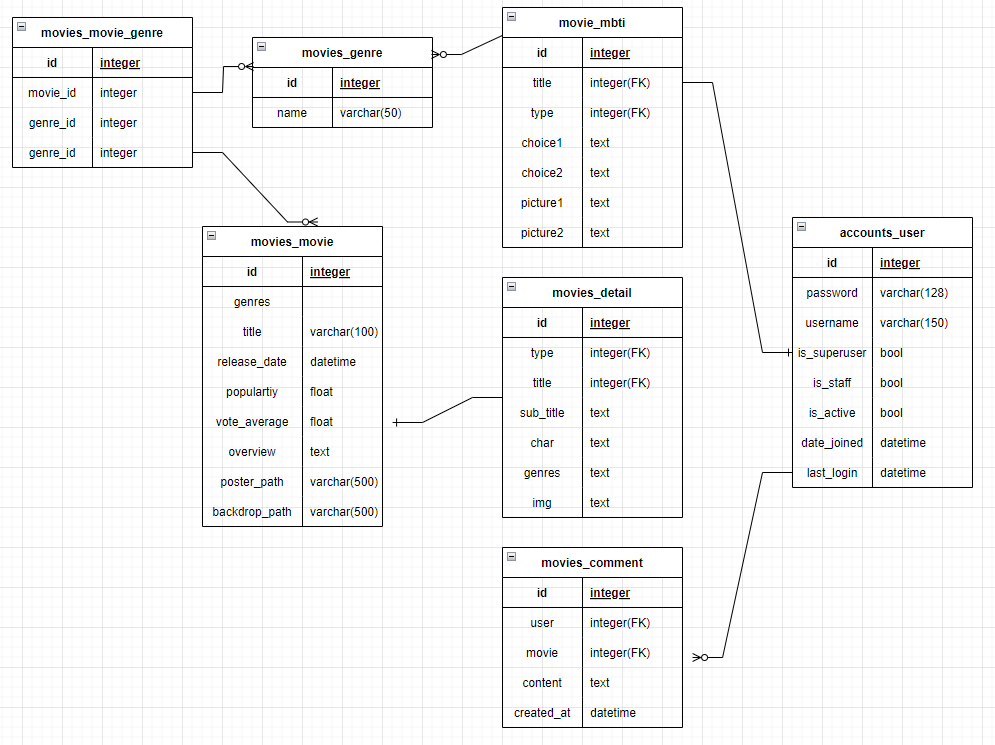 movies_movie_genre
id integer
movie_id integer
genre_id integer
genre_id integer
movies_genre
id integer
name varchar(50)
movie_mbti
id integer
title integer(FK)
type integer(FK)
choice1 text
choice2 text
picture1 text
picture2 text
movies_movie
id integer
genres
title varchar(100)
release_date datetime
populartiy float
vote_average float
overview text
poster_path varchar(500)
backdrop_path varchar(500)
movies_detail
id integer
type integer(FK)
title integer(FK)
sub_title text
char text
genres text
img text
accounts_user
id integer
password varchar(128)
username varchar(150)
is_superuser bool
is_staff bool
is_active bool
date_joined datetime
last_login datetime
movies_comment
id integer
user integer(FK)
movie integer(FK)
content text
created_at datetime